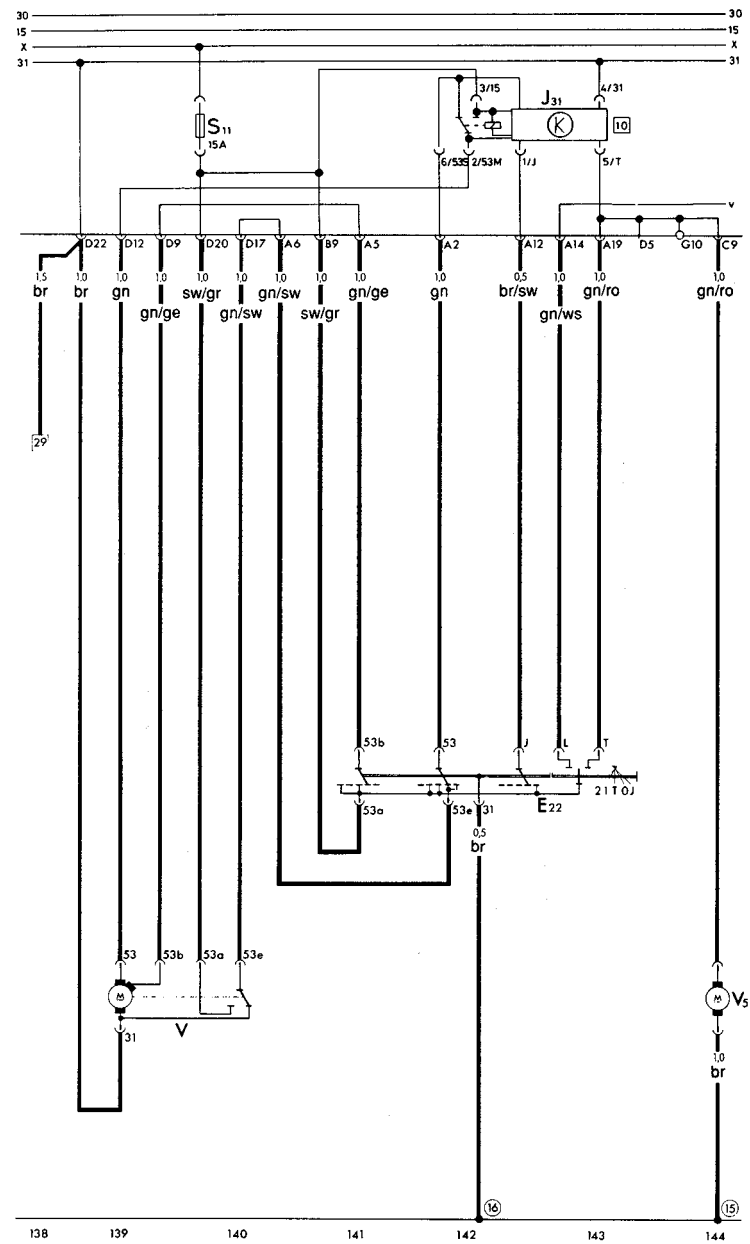 30 30
15 15
X X
31 31
3/15 4/31
J31
S11
15A
K
10
6/53S 2/53M 1/J 5/T
V
D22 D12 D9 D20 D17 A6 B9 A5 A2 A12 A14 A19 D5 G10 C9
1,5 1,0 1,0 1,0 1,0 1,0 1,0 1,0 1,0 1,0 0,5 1,0 1,0 1,0
br br gn sw/gr gn/sw gn/ge gn br/sw gn/ro gn/ro
gn/ge gn/sw sw/gr gn/ws
29
53b 53 J L T
2 1 T 0 J
53a 53e 31 E22
0,5
br
53 53b 53a 53e
M M V5
V
31
1,0
br
16 15
138 139 140 141 142 143 144